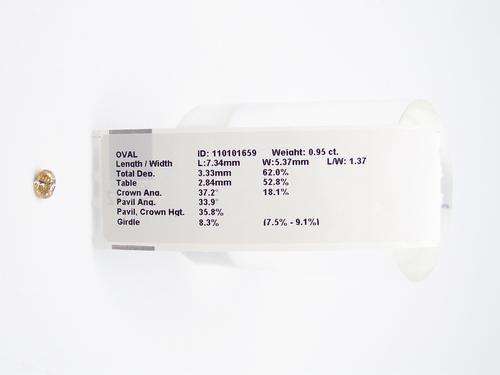 OVAL ID: 110101659 Weight: 0.95 ct.
Length / Width L:7.34mm W:5.37mm L/W: 1.37
Total Dep. 3.33mm 62.0%
Table 2.84mm 52.8%
Crown Ang. 37.2° 18.1%
Pavil Ang. 33.9°
Pavil, Crown Hgt. 35.8%
Girdle 8.3% (7.5% - 9.1%)